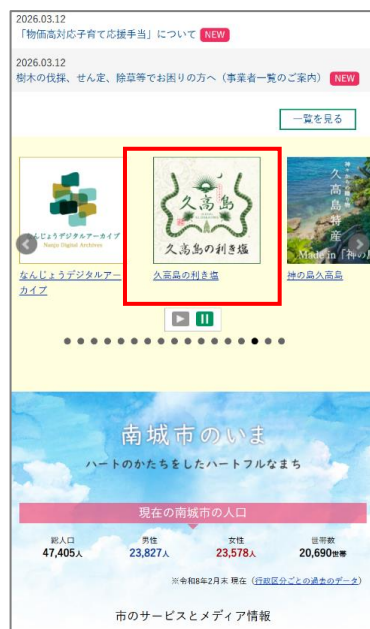 2026.03.12
「物価高対応子育て応援手当」について NEW
2026.03.12
樹木の伐採、せん定、除草等でお困りの方へ（事業者一覧のご案内） NEW
一覧を見る
なんじょうデジタルアーカイブ
Nanjo Digital Archives
なんじょうデジタルアー
カイブ
久高島
久高島の利き塩
久高島の利き塩
神々からの贈り物
久高島
特産
Made in 「神の島
神の島久高島
南城市のいま
ハートのかたちをしたハートフルなまち
現在の南城市の人口
総人口 男性 女性 世帯数
47,405人 23,827人 23,578人 20,690世帯
※令和8年2月末 現在（行政区分ごとの過去のデータ）
市のサービスとメディア情報